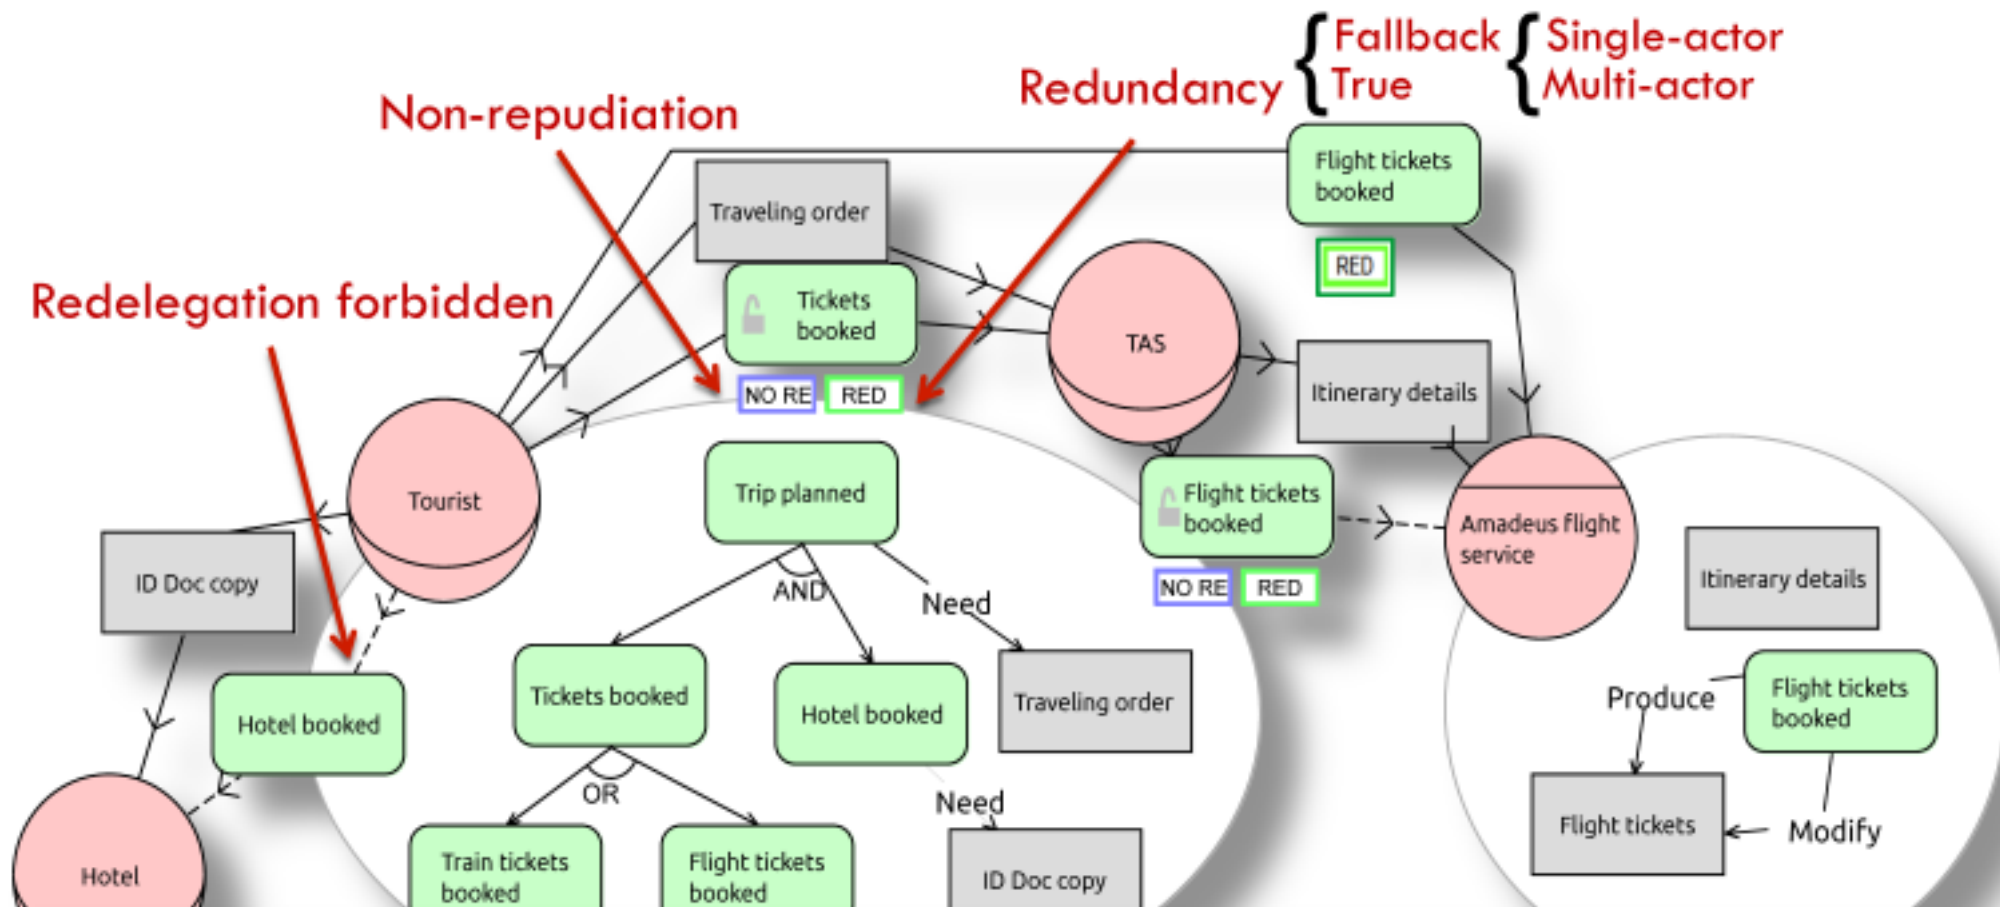 Fallback
Single-actor
Redundancy
True
Multi-actor
Non-repudiation
Flight tickets
booked
Traveling order
RED
Redelegation forbidden
Tickets
booked
TAS
NO RE
RED
Itinerary details
Tourist
Trip planned
Flight tickets
booked
Amadeus flight
service
ID Doc copy
AND
Need
NO RE
RED
Itinerary details
Tickets booked
Hotel booked
Traveling order
Hotel booked
Produce
Flight tickets
booked
OR
Need
Flight tickets
Modify
Hotel
Train tickets
booked
Flight tickets
booked
ID Doc copy